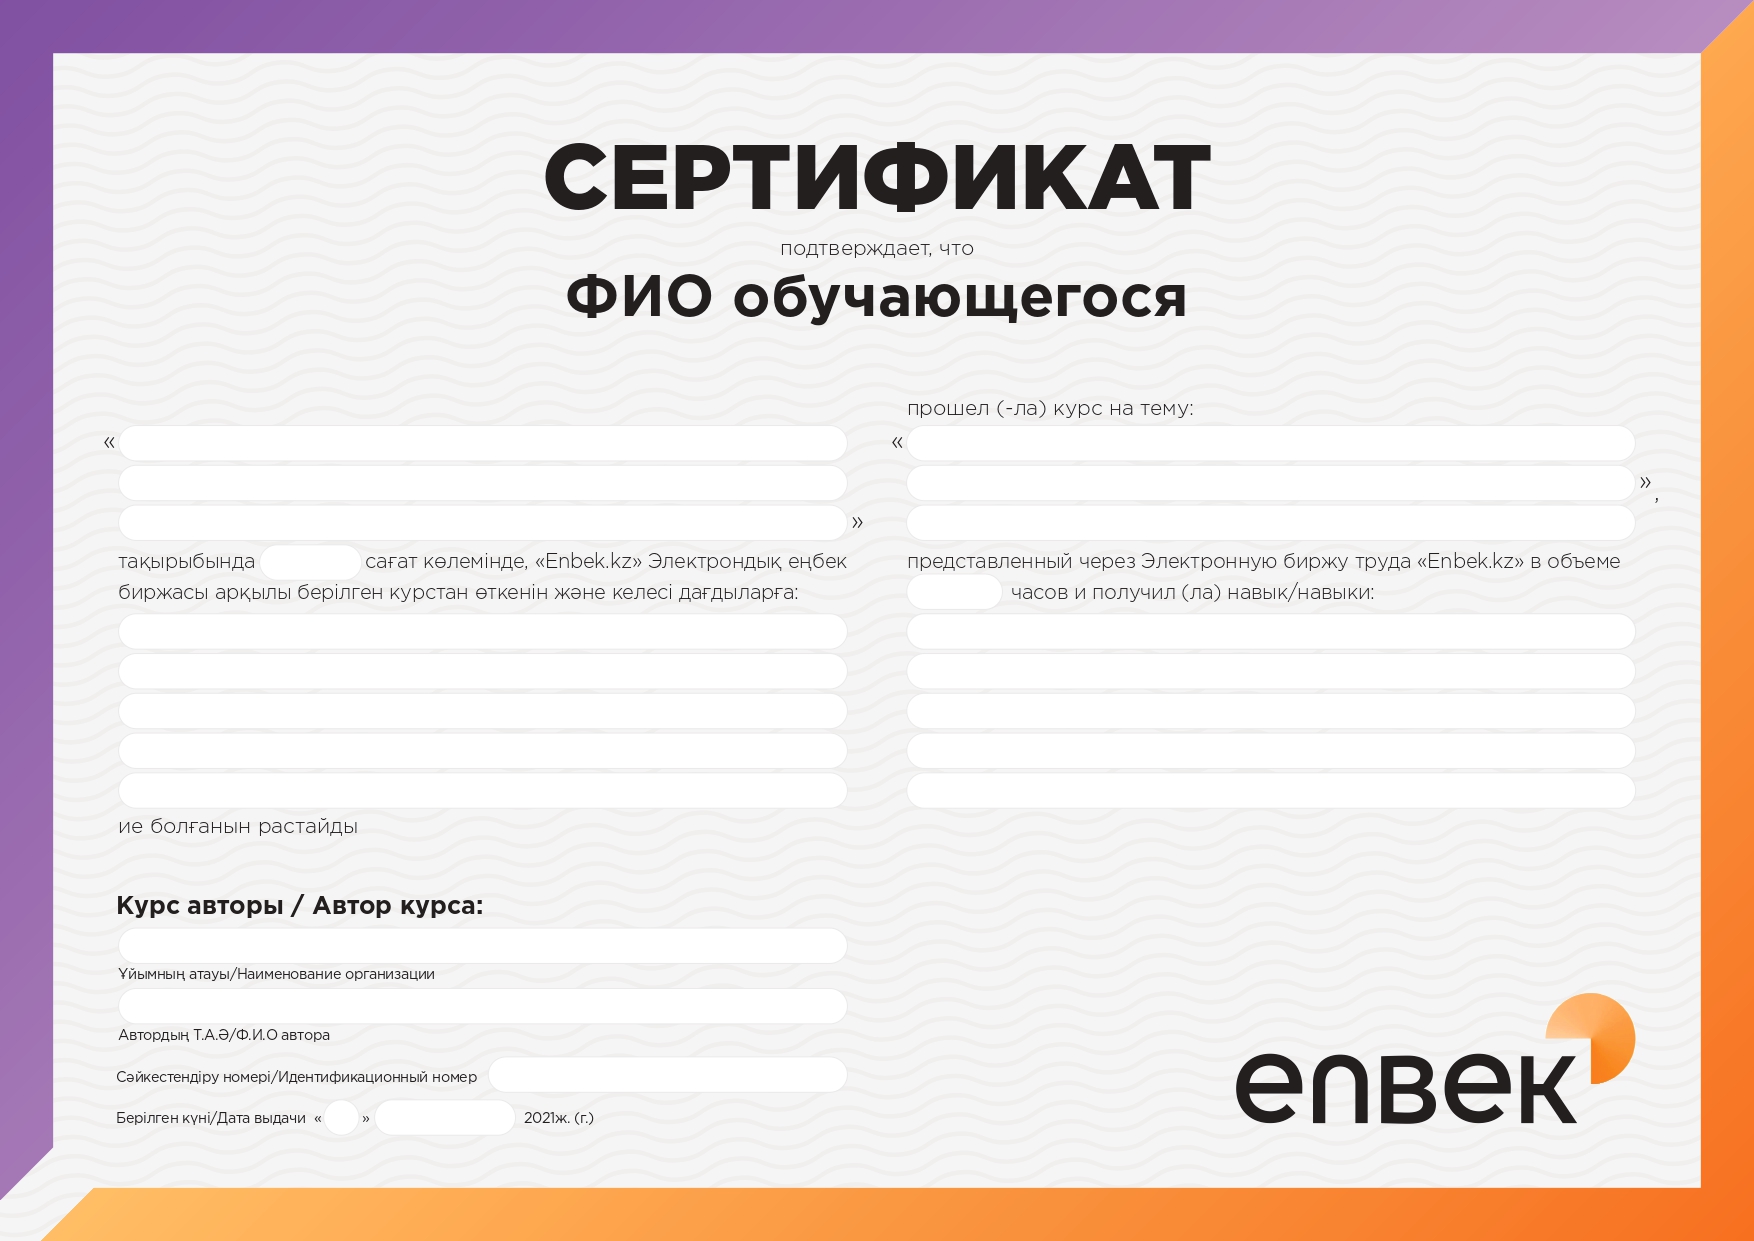 СЕРТИФИКАТ
подтверждает, что
ФИО обучающегося
«
»
тақырыбында сағат көлемінде, «Enbek.kz» Электрондық еңбек
биржасы арқылы берілген курстан өткенін және келесі дағдыларға:
ие болғанын растайды
прошел (-ла) курс на тему:
«
» ,
представленный через Электронную биржу труда «Enbek.kz» в объеме
часов и получил (ла) навык/навыки:
Курс авторы / Автор курса:
Ұйымның атауы/Наименование организации
Автордың Т.А.Ә/Ф.И.О автора
Сәйкестендіру номері/Идентификационный номер
Берілген күні/Дата выдачи « » 2021ж. (г.)
enbek